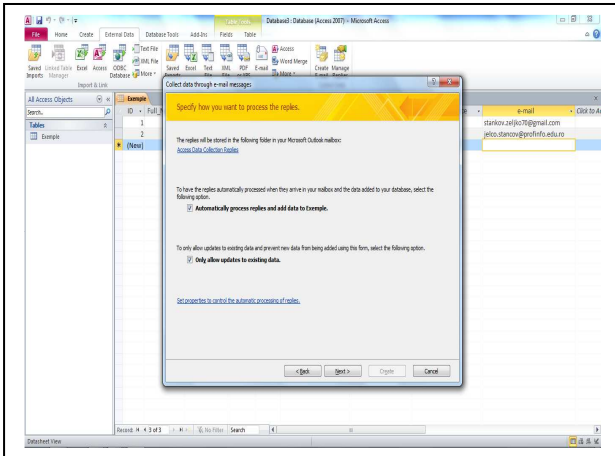 Table Tools
Database3 : Database (Access 2007) - Microsoft Access
File Home Create External Data Database Tools Add-Ins Fields Table
Saved Imports
Linked Table Manager
Excel
Access
ODBC Database
Text File
XML File
More
Import & Link
Saved Exports
Excel
Text File
XML File
PDF or XPS
E-mail
Access
Word Merge
More
Create E-mail
Manage Replies
All Access Objects
Search..
Tables
Exemple
Exemple
ID
e-mail
Click to
1
stankov.zeljko70@gmail.com
2
jelco.stancov@profinfo.edu.ro
(New)
Collect data through e-mail messages
Specify how you want to process the replies.
The replies will be stored in the following folder in your Microsoft Outlook mailbox:
Access Data Collection Replies
To have the replies automatically processed when they arrive in your mailbox and the data added to your database, select the
following option.
Automatically process replies and add data to Exemple.
To only allow updates to existing data and prevent new data from being added using this form, select the following option.
Only allow updates to existing data.
Set properties to control the automatic processing of replies.
< Back
Next >
Create
Cancel
Record: 3 of 3 No Filter Search
Datasheet View